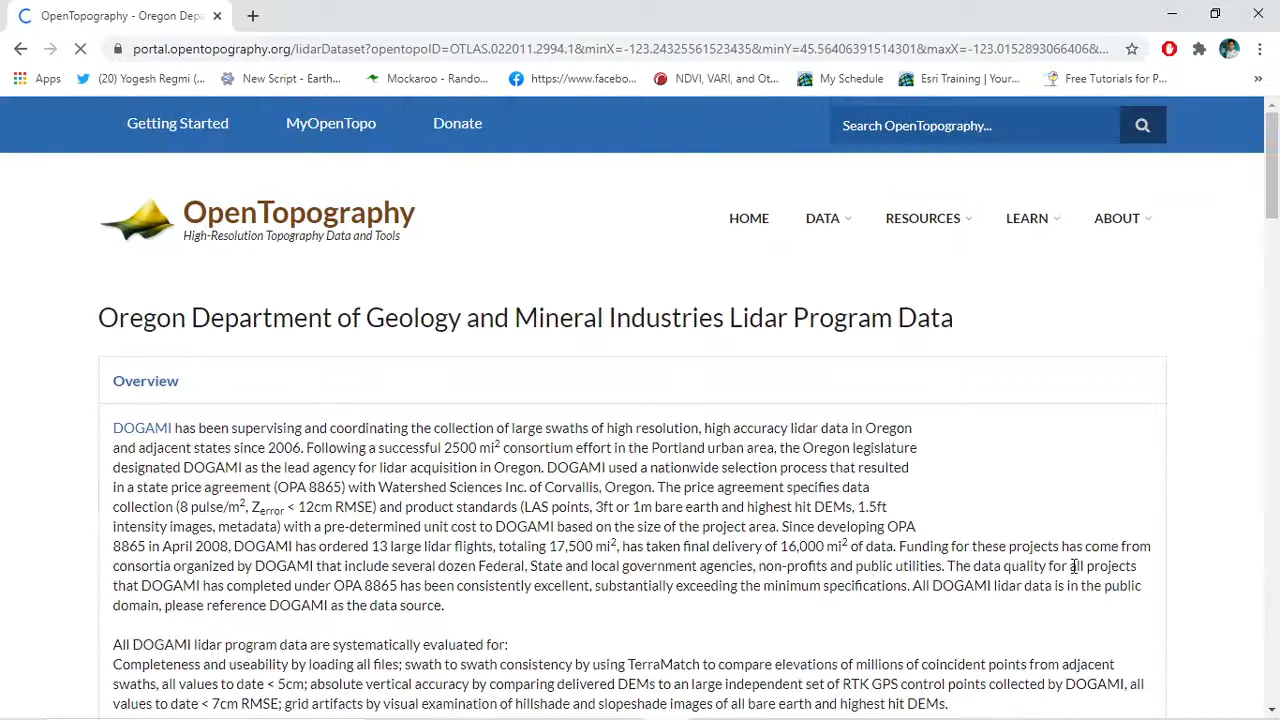 OpenTopography - Oregon Depa
portal.opentopography.org/lidarDataset?opentopoID=OTLAS.022011.2994.1&minX=-123.24325561523435&minY=45.56406391514301&maxX=-123.0152893066406&...
Apps (20) Yogesh Regmi (... New Script - Earth... Mockaroo - Rando... https://www.facebo... NDVI, VARI, and Ot... My Schedule Esri Training | Your... Free Tutorials for P... »
Getting Started MyOpenTopo Donate Search OpenTopography...
OpenTopography
High-Resolution Topography Data and Tools
HOME DATA RESOURCES LEARN ABOUT
Oregon Department of Geology and Mineral Industries Lidar Program Data
Overview
DOGAMI has been supervising and coordinating the collection of large swaths of high resolution, high accuracy lidar data in Oregon
and adjacent states since 2006. Following a successful 2500 mi² consortium effort in the Portland urban area, the Oregon legislature
designated DOGAMI as the lead agency for lidar acquisition in Oregon. DOGAMI used a nationwide selection process that resulted
in a state price agreement (OPA 8865) with Watershed Sciences Inc. of Corvallis, Oregon. The price agreement specifies data
collection (8 pulse/m², Zerror < 12cm RMSE) and product standards (LAS points, 3ft or 1m bare earth and highest hit DEMs, 1.5ft
intensity images, metadata) with a pre-determined unit cost to DOGAMI based on the size of the project area. Since developing OPA
8865 in April 2008, DOGAMI has ordered 13 large lidar flights, totaling 17,500 mi², has taken final delivery of 16,000 mi² of data. Funding for these projects has come from
consortia organized by DOGAMI that include several dozen Federal, State and local government agencies, non-profits and public utilities. The data quality for all projects
that DOGAMI has completed under OPA 8865 has been consistently excellent, substantially exceeding the minimum specifications. All DOGAMI lidar data is in the public
domain, please reference DOGAMI as the data source.
All DOGAMI lidar program data are systematically evaluated for:
Completeness and useability by loading all files; swath to swath consistency by using TerraMatch to compare elevations of millions of coincident points from adjacent
swaths, all values to date < 5cm; absolute vertical accuracy by comparing delivered DEMs to an large independent set of RTK GPS control points collected by DOGAMI, all
values to date < 7cm RMSE; grid artifacts by visual examination of hillshade and slopeshade images of all bare earth and highest hit DEMs.